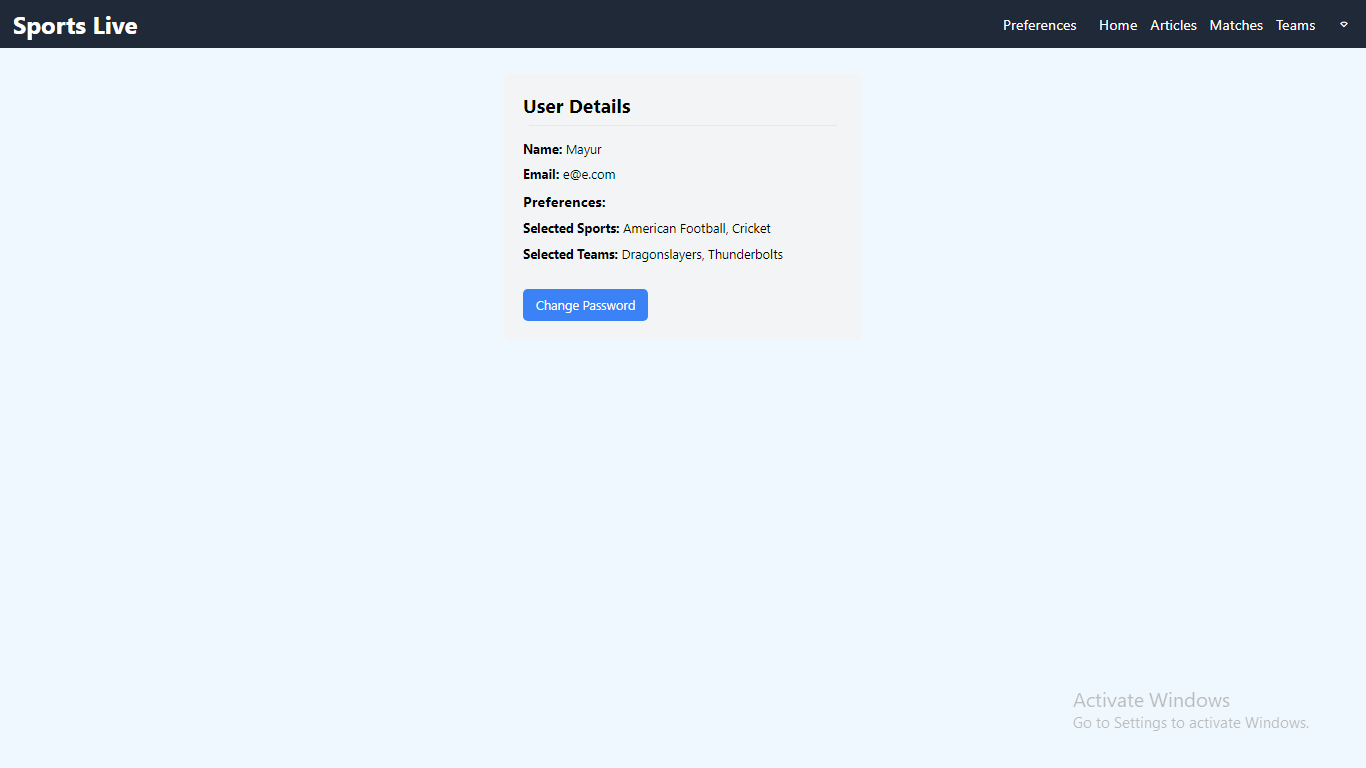 Sports Live
Preferences Home Articles Matches Teams
User Details
Name: Mayur
Email: e@e.com
Preferences:
Selected Sports: American Football, Cricket
Selected Teams: Dragonslayers, Thunderbolts
Change Password
Activate Windows
Go to Settings to activate Windows.